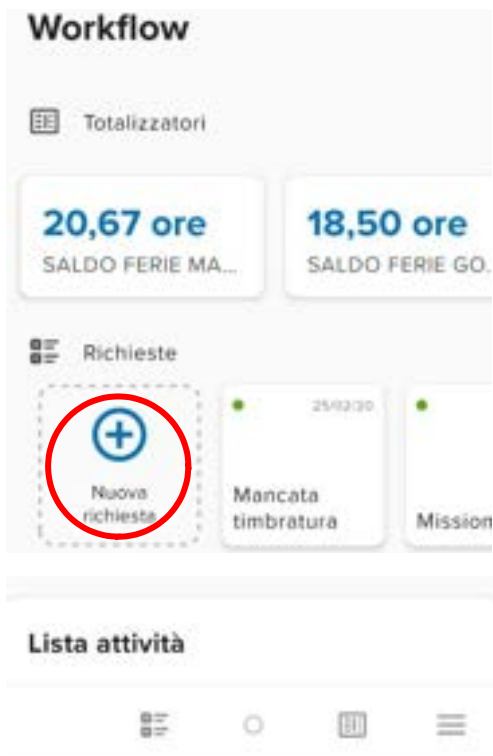 Workflow
Totalizzatori
20,67 ore
SALDO FERIE MA...
18,50 ore
SALDO FERIE GO.
Richieste
Nuova
richiesta
25/02/20
Mancata
timbratura
Mission
Lista attività